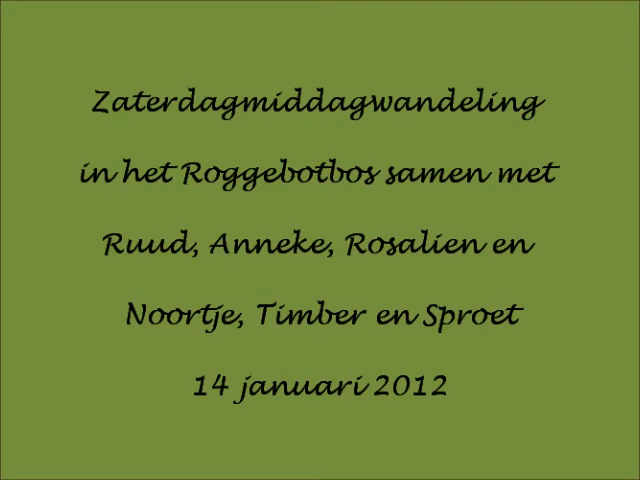 Zaterdagmiddagwandeling
in het Roggebotbos samen met
Ruud, Anneke, Rosalien en
Noortje, Timber en Sproet
14 januari 2012